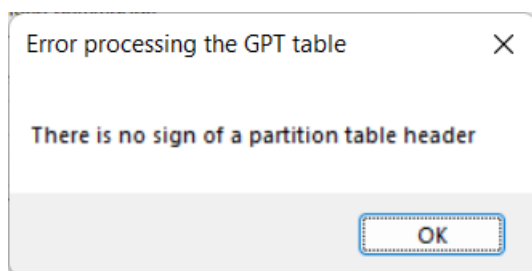 Error processing the GPT table
There is no sign of a partition table header
OK